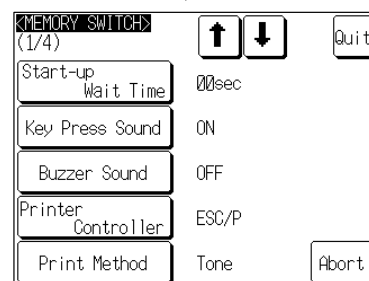 <MEMORY SWITCH>
(1/4)
Quit
Start-up
Wait Time
00sec
Key Press Sound
ON
Buzzer Sound
OFF
Printer
Controller
ESC/P
Print Method
Tone
Abort